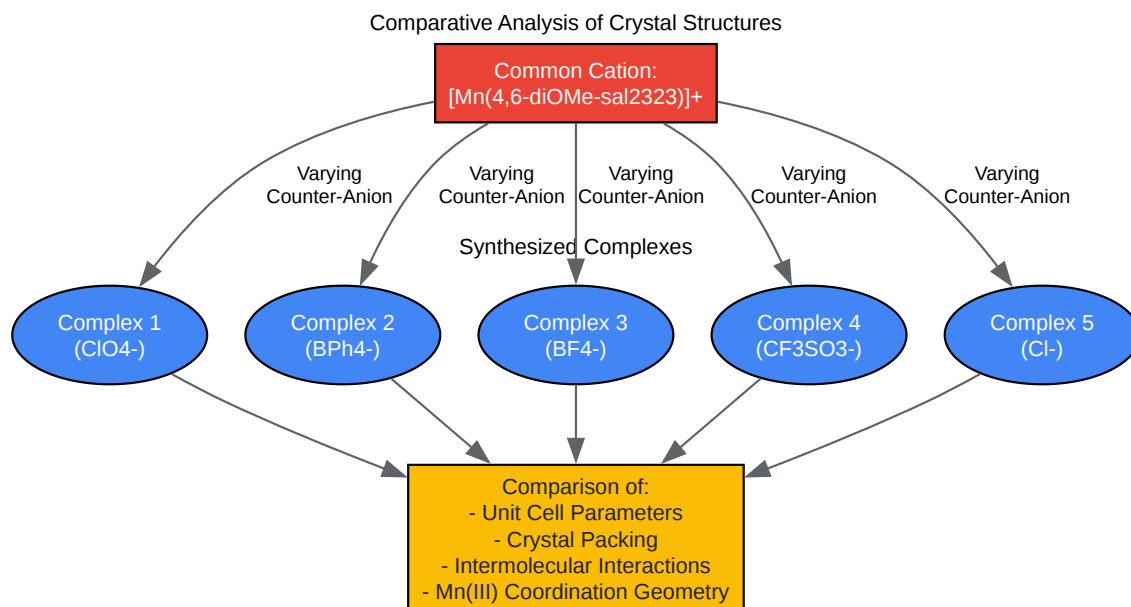 Comparative Analysis of Crystal Structures
Common Cation:
[Mn(4,6-diOMe-sal2323)]+
Varying
Counter-Anion
Varying
Counter-Anion
Varying
Counter-Anion
Varying
Counter-Anion
Varying
Counter-Anion
Synthesized Complexes
Complex 1
(ClO4-)
Complex 2
(BPh4-)
Complex 3
(BF4-)
Complex 4
(CF3SO3-)
Complex 5
(Cl-)
Comparison of:
- Unit Cell Parameters
- Crystal Packing
- Intermolecular Interactions
- Mn(III) Coordination Geometry